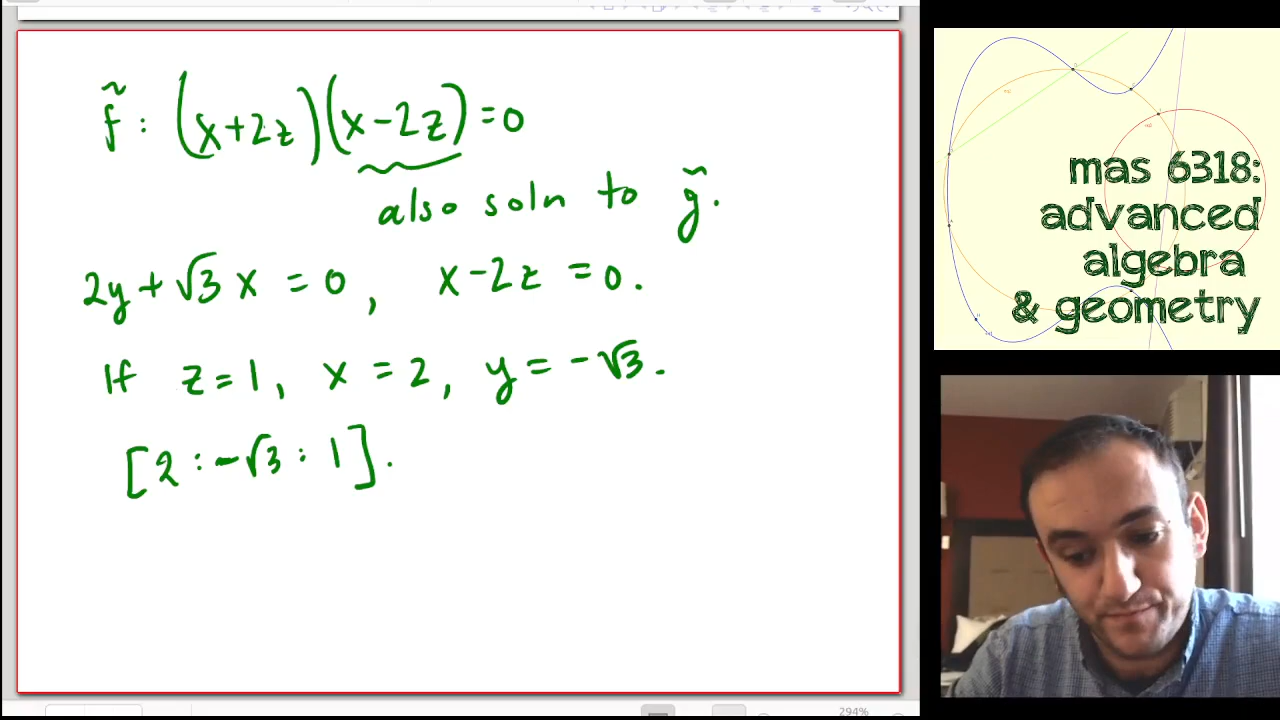 f̃ : (x+2z)(x−2z) = 0
also soln to g̃.
2y + √3 x = 0, x−2z = 0.
If z = 1, x = 2, y = −√3.
[2 : −√3 : 1].
294%
mas 6318:
advanced
algebra
& geometry